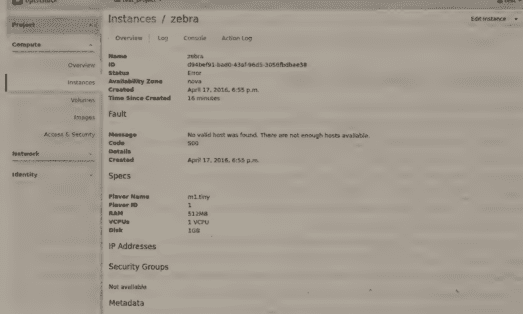 openstack
test_project
Instances / zebra
Edit Instance
Project
Overview Log Console Action Log
Compute
Overview
Instances
Volumes
Images
Access & Security
Network
Identity
Name zebra
ID
Status Error
Availability Zone nova
Created April 17, 2016, 6:55 p.m.
Time Since Created 16 minutes
Fault
Message No valid host was found. There are not enough hosts available.
Code 500
Details
Created April 17, 2016, 6:55 p.m.
Specs
Flavor Name m1.tiny
Flavor ID 1
RAM 512MB
VCPUs 1 VCPU
Disk 1GB
IP Addresses
Security Groups
Not available
Metadata